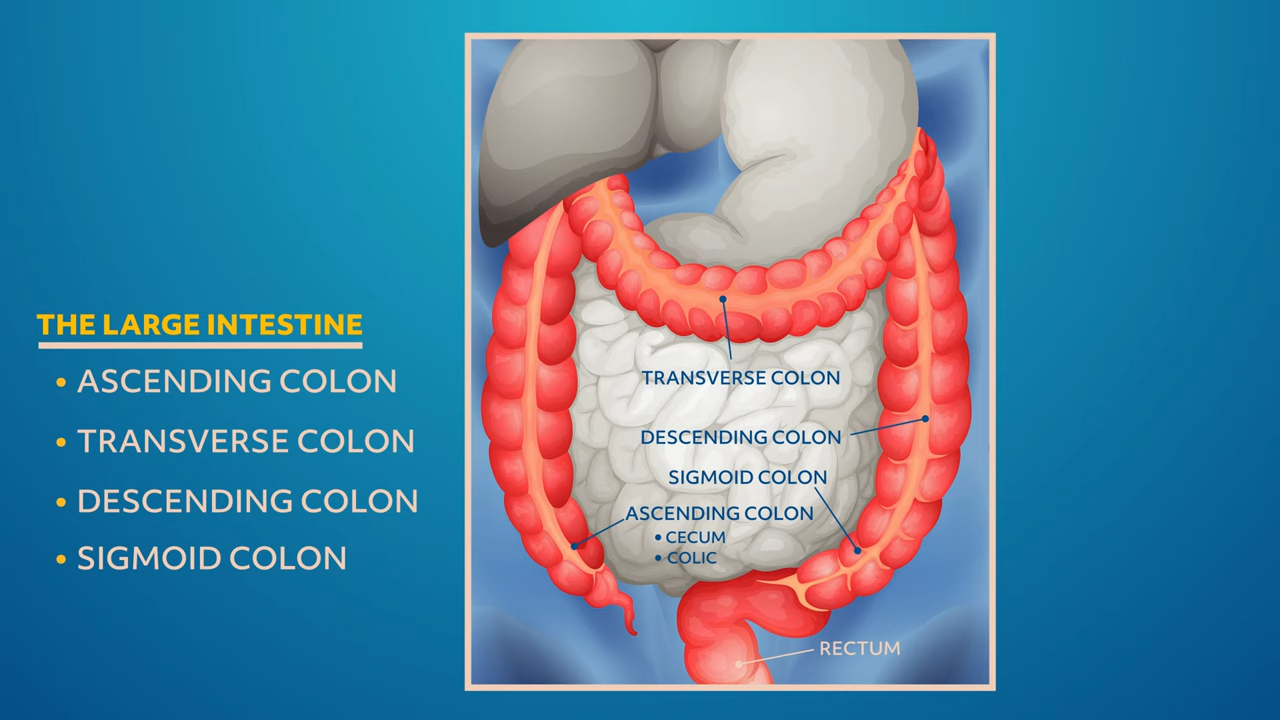 THE LARGE INTESTINE
• ASCENDING COLON
• TRANSVERSE COLON
• DESCENDING COLON
• SIGMOID COLON
TRANSVERSE COLON
DESCENDING COLON
SIGMOID COLON
ASCENDING COLON
• CECUM
• COLIC
RECTUM